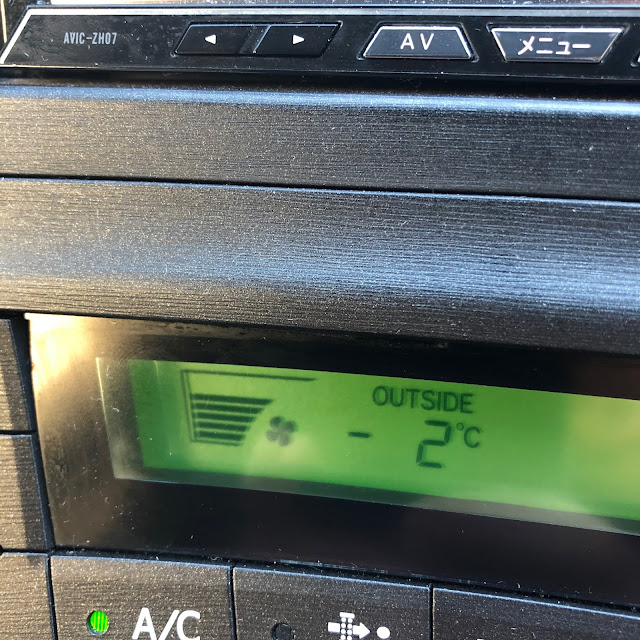 AVIC-ZH07 AV メニュー
OUTSIDE
- 2°C
A/C